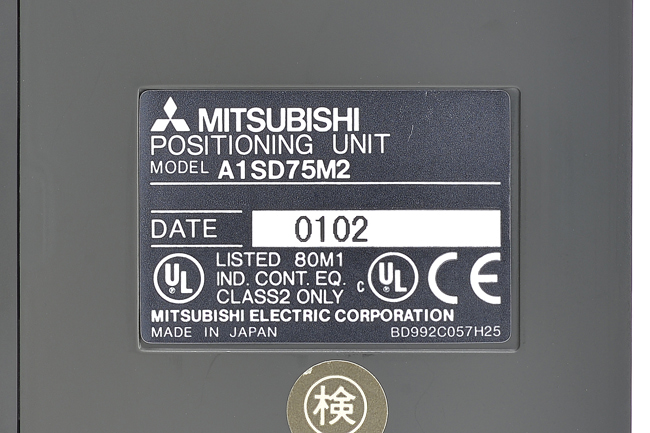 MITSUBISHI
POSITIONING UNIT
MODEL A1SD75M2
DATE 0102
UL LISTED 80M1
IND. CONT. EQ.
CLASS2 ONLY
c UL CE
MITSUBISHI ELECTRIC CORPORATION
MADE IN JAPAN BD992C057H25
検